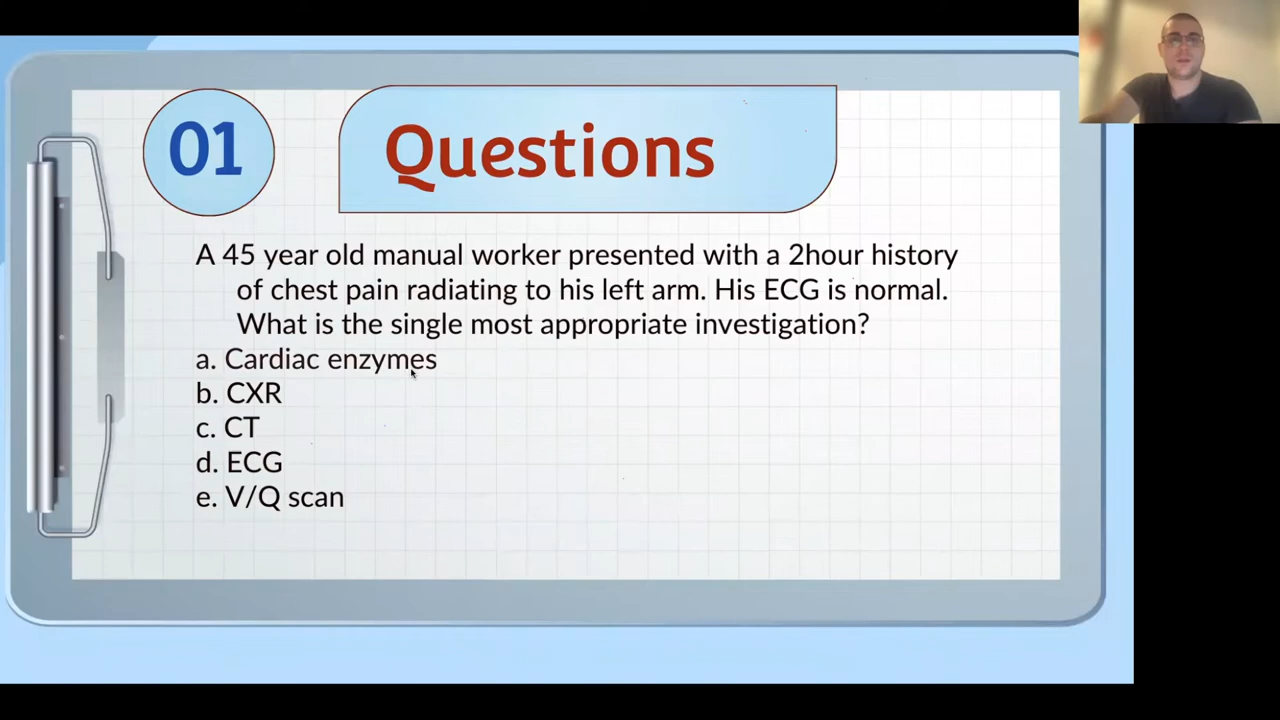 01
Questions
A 45 year old manual worker presented with a 2hour history
of chest pain radiating to his left arm. His ECG is normal.
What is the single most appropriate investigation?
a. Cardiac enzymes
b. CXR
c. CT
d. ECG
e. V/Q scan